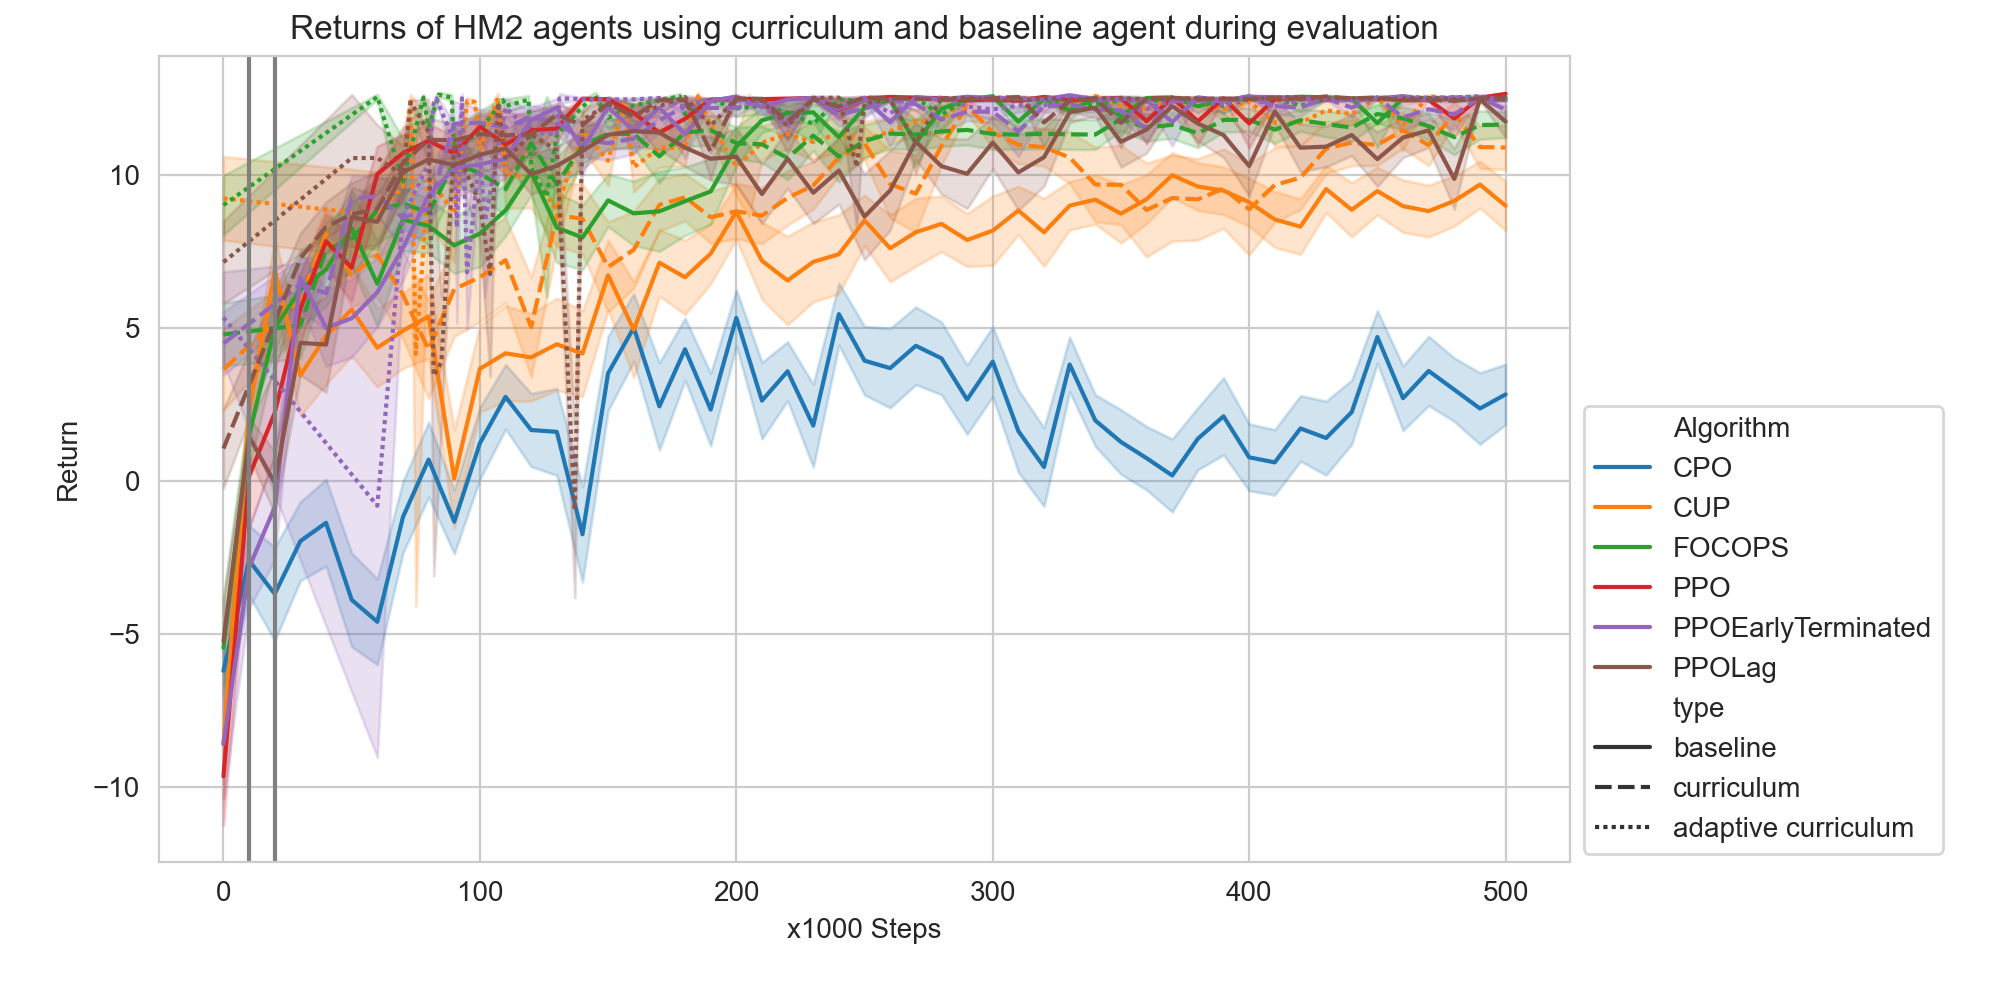 Returns of HM2 agents using curriculum and baseline agent during evaluation
Return
10
5
0
−5
−10
0 100 200 300 400 500
x1000 Steps
Algorithm
CPO
CUP
FOCOPS
PPO
PPOEarlyTerminated
PPOLag
type
baseline
curriculum
adaptive curriculum